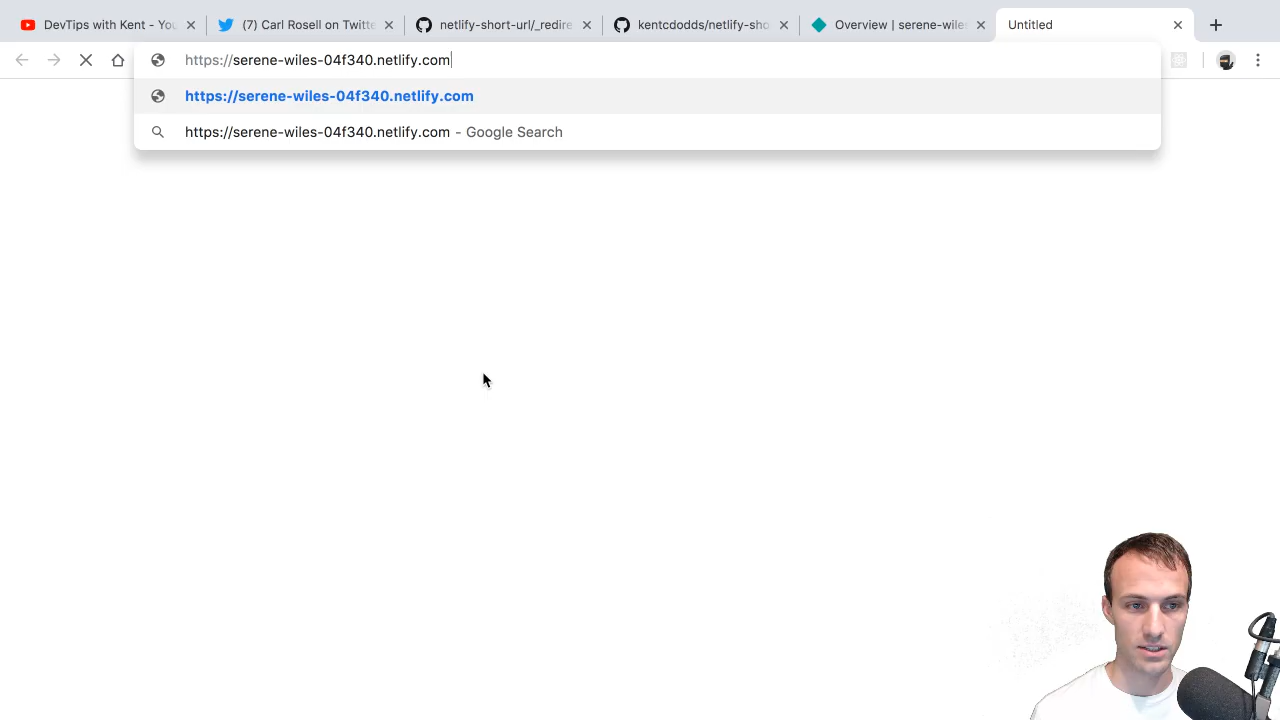 DevTips with Kent - You
(7) Carl Rosell on Twitte
netlify-short-url/_redire
kentcdodds/netlify-sho
Overview | serene-wiles
Untitled
https://serene-wiles-04f340.netlify.com
https://serene-wiles-04f340.netlify.com
https://serene-wiles-04f340.netlify.com - Google Search